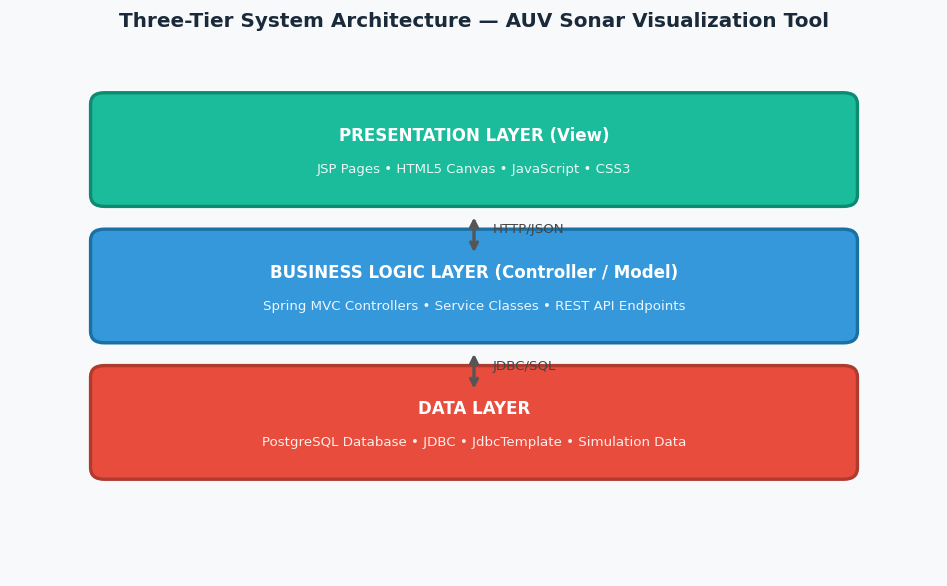 Three-Tier System Architecture — AUV Sonar Visualization Tool
PRESENTATION LAYER (View)
JSP Pages • HTML5 Canvas • JavaScript • CSS3
HTTP/JSON
BUSINESS LOGIC LAYER (Controller / Model)
Spring MVC Controllers • Service Classes • REST API Endpoints
JDBC/SQL
DATA LAYER
PostgreSQL Database • JDBC • JdbcTemplate • Simulation Data